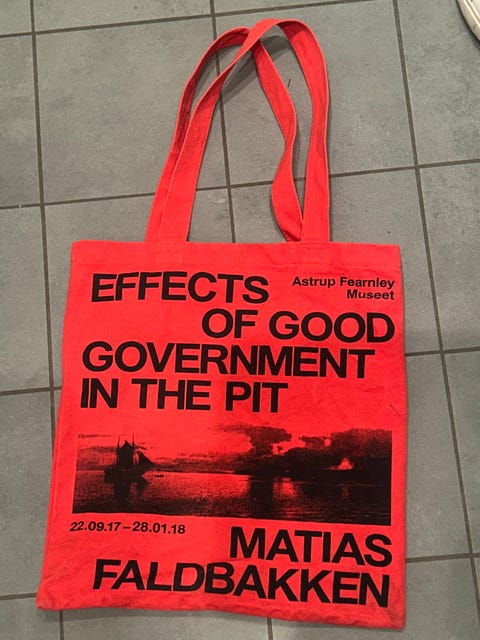 EFFECTS
Astrup Fearnley
Museet
OF GOOD
GOVERNMENT
IN THE PIT
22.09.17–28.01.18
MATIAS
FALDBAKKEN